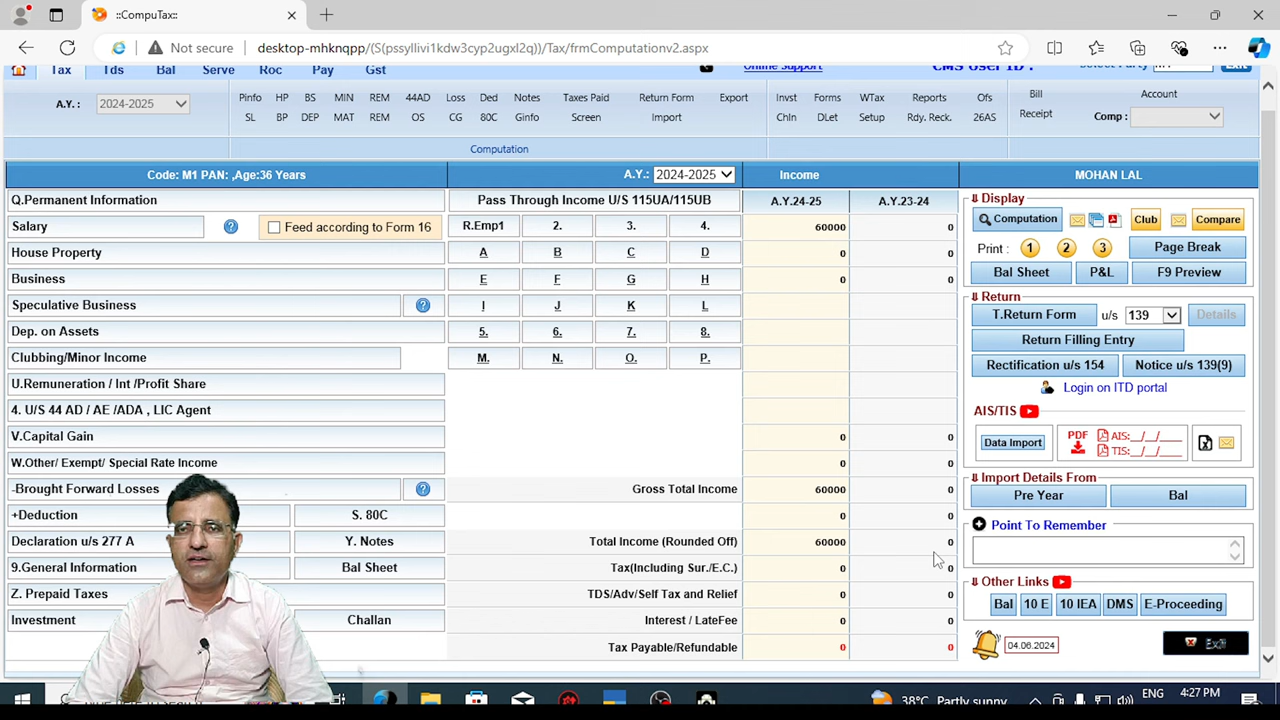 ::CompuTax::
Not secure
desktop-mhknqpp/(S(pssyllivi1kdw3cyp2ugxl2q))/Tax/frmComputationv2.aspx
Tax Tds Bal Serve Roc Pay Gst
Online Support
CMS User ID :
Select Party
A.Y. : 2024-2025
Pinfo HP BS MIN REM 44AD Loss Ded Notes Taxes Paid Return Form Export Invst Forms WTax Reports Ofs
SL BP DEP MAT REM OS CG 80C Ginfo Screen Import Chln DLet Setup Rdy. Reck. 26AS
Bill Account
Receipt Comp :
Computation
Code: M1 PAN: ,Age:36 Years A.Y.: 2024-2025 Income MOHAN LAL
Q.Permanent Information Pass Through Income U/S 115UA/115UB A.Y.24-25 A.Y.23-24
Salary Feed according to Form 16 R.Emp1 2. 3. 4. 60000 0
House Property A B C D 0 0
Business E F G H 0 0
Speculative Business I J K L
Dep. on Assets 5. 6. 7. 8.
Clubbing/Minor Income M. N. O. P.
U.Remuneration / Int /Profit Share
4. U/S 44 AD / AE /ADA , LIC Agent
V.Capital Gain 0 0
W.Other/ Exempt/ Special Rate Income 0 0
-Brought Forward Losses Gross Total Income 60000 0
+Deduction S. 80C 0 0
Declaration u/s 277 A Y. Notes Total Income (Rounded Off) 60000 0
9.General Information Bal Sheet Tax(Including Sur./E.C.) 0 0
Z. Prepaid Taxes TDS/Adv/Self Tax and Relief 0 0
Investment Challan Interest / LateFee 0 0
Tax Payable/Refundable 0 0
Display
Computation Club Compare
Print : 1 2 3 Page Break
Bal Sheet P&L F9 Preview
Return
T.Return Form u/s 139 Details
Return Filling Entry
Rectification u/s 154 Notice u/s 139(9)
Login on ITD portal
AIS/TIS
Data Import PDF AIS:__/__/____
TIS:__/__/____
Import Details From
Pre Year Bal
Point To Remember
Other Links
Bal 10 E 10 IEA DMS E-Proceeding
04.06.2024 Exit
38°C Partly sunny ENG 4:27 PM